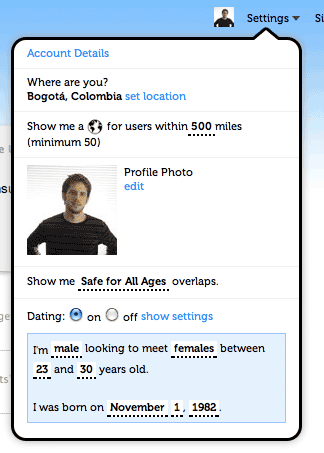 Settings
Account Details
Where are you?
Bogotá, Colombia set location
Show me a for users within 500 miles
(minimum 50)
Profile Photo
edit
Show me Safe for All Ages overlaps.
Dating: on off show settings
I'm male looking to meet females between
23 and 30 years old.
I was born on November 1, 1982.